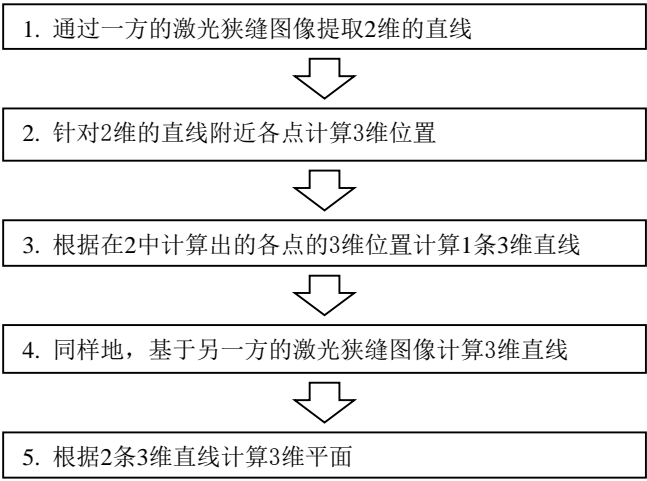 1. 通过一方的激光狭缝图像提取2维的直线
2. 针对2维的直线附近各点计算3维位置
3. 根据在2中计算出的各点的3维位置计算1条3维直线
4. 同样地，基于另一方的激光狭缝图像计算3维直线
5. 根据2条3维直线计算3维平面